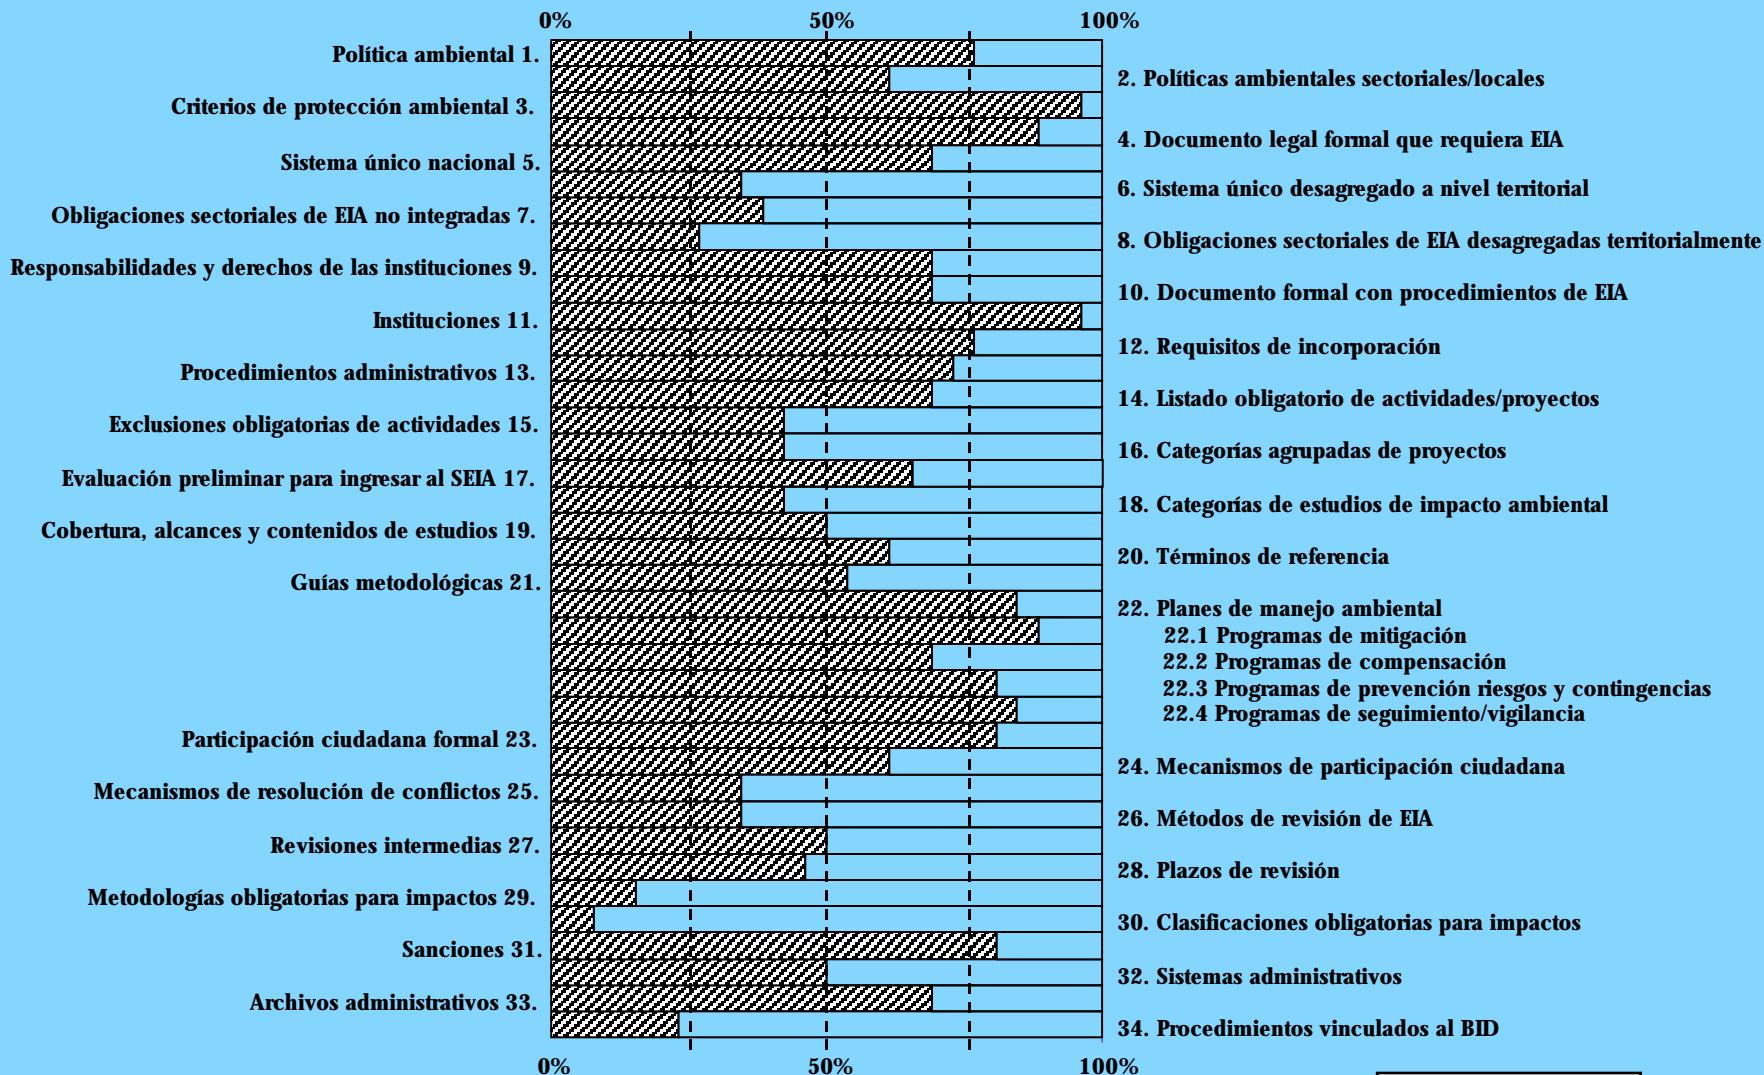 0% 50% 100%
Política ambiental 1.
2. Políticas ambientales sectoriales/locales
Criterios de protección ambiental 3.
4. Documento legal formal que requiera EIA
Sistema único nacional 5.
6. Sistema único desagregado a nivel territorial
Obligaciones sectoriales de EIA no integradas 7.
8. Obligaciones sectoriales de EIA desagregadas territorialmente
Responsabilidades y derechos de las instituciones 9.
10. Documento formal con procedimientos de EIA
Instituciones 11.
12. Requisitos de incorporación
Procedimientos administrativos 13.
14. Listado obligatorio de actividades/proyectos
Exclusiones obligatorias de actividades 15.
16. Categorías agrupadas de proyectos
Evaluación preliminar para ingresar al SEIA 17.
18. Categorías de estudios de impacto ambiental
Cobertura, alcances y contenidos de estudios 19.
20. Términos de referencia
Guías metodológicas 21.
22. Planes de manejo ambiental
22.1 Programas de mitigación
22.2 Programas de compensación
22.3 Programas de prevención riesgos y contingencias
22.4 Programas de seguimiento/vigilancia
Participación ciudadana formal 23.
24. Mecanismos de participación ciudadana
Mecanismos de resolución de conflictos 25.
26. Métodos de revisión de EIA
Revisiones intermedias 27.
28. Plazos de revisión
Metodologías obligatorias para impactos 29.
30. Clasificaciones obligatorias para impactos
Sanciones 31.
32. Sistemas administrativos
Archivos administrativos 33.
34. Procedimientos vinculados al BID
0% 50% 100%